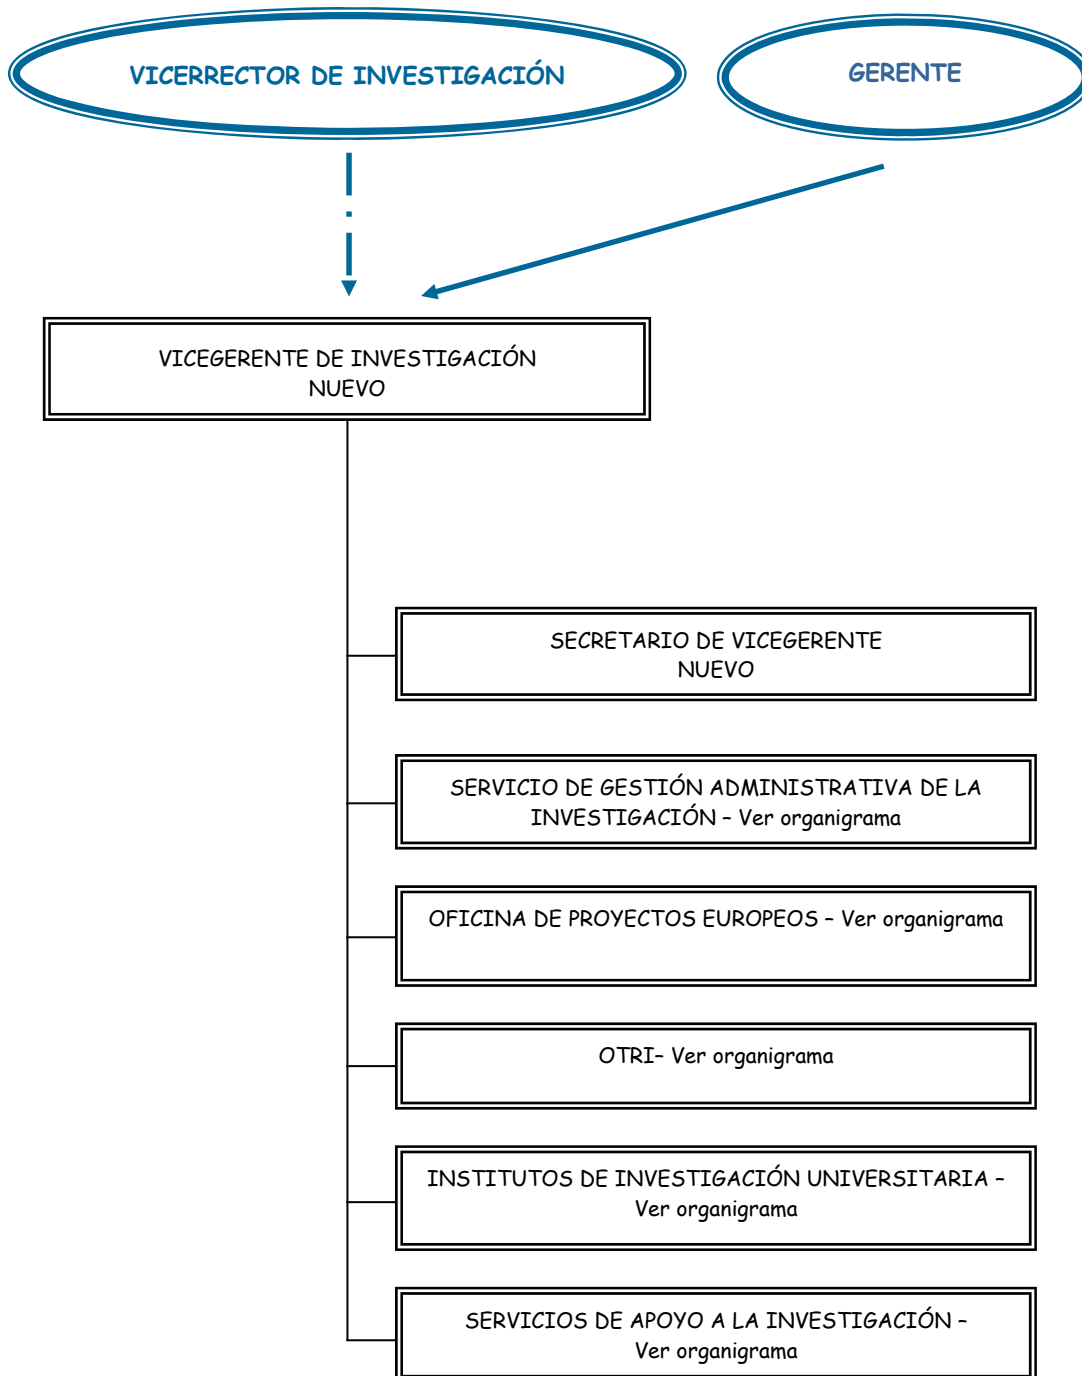 VICERRECTOR DE INVESTIGACIÓN
GERENTE
VICEGERENTE DE INVESTIGACIÓN
NUEVO
SECRETARIO DE VICEGERENTE
NUEVO
SERVICIO DE GESTIÓN ADMINISTRATIVA DE LA
INVESTIGACIÓN – Ver organigrama
OFICINA DE PROYECTOS EUROPEOS – Ver organigrama
OTRI– Ver organigrama
INSTITUTOS DE INVESTIGACIÓN UNIVERSITARIA –
Ver organigrama
SERVICIOS DE APOYO A LA INVESTIGACIÓN –
Ver organigrama